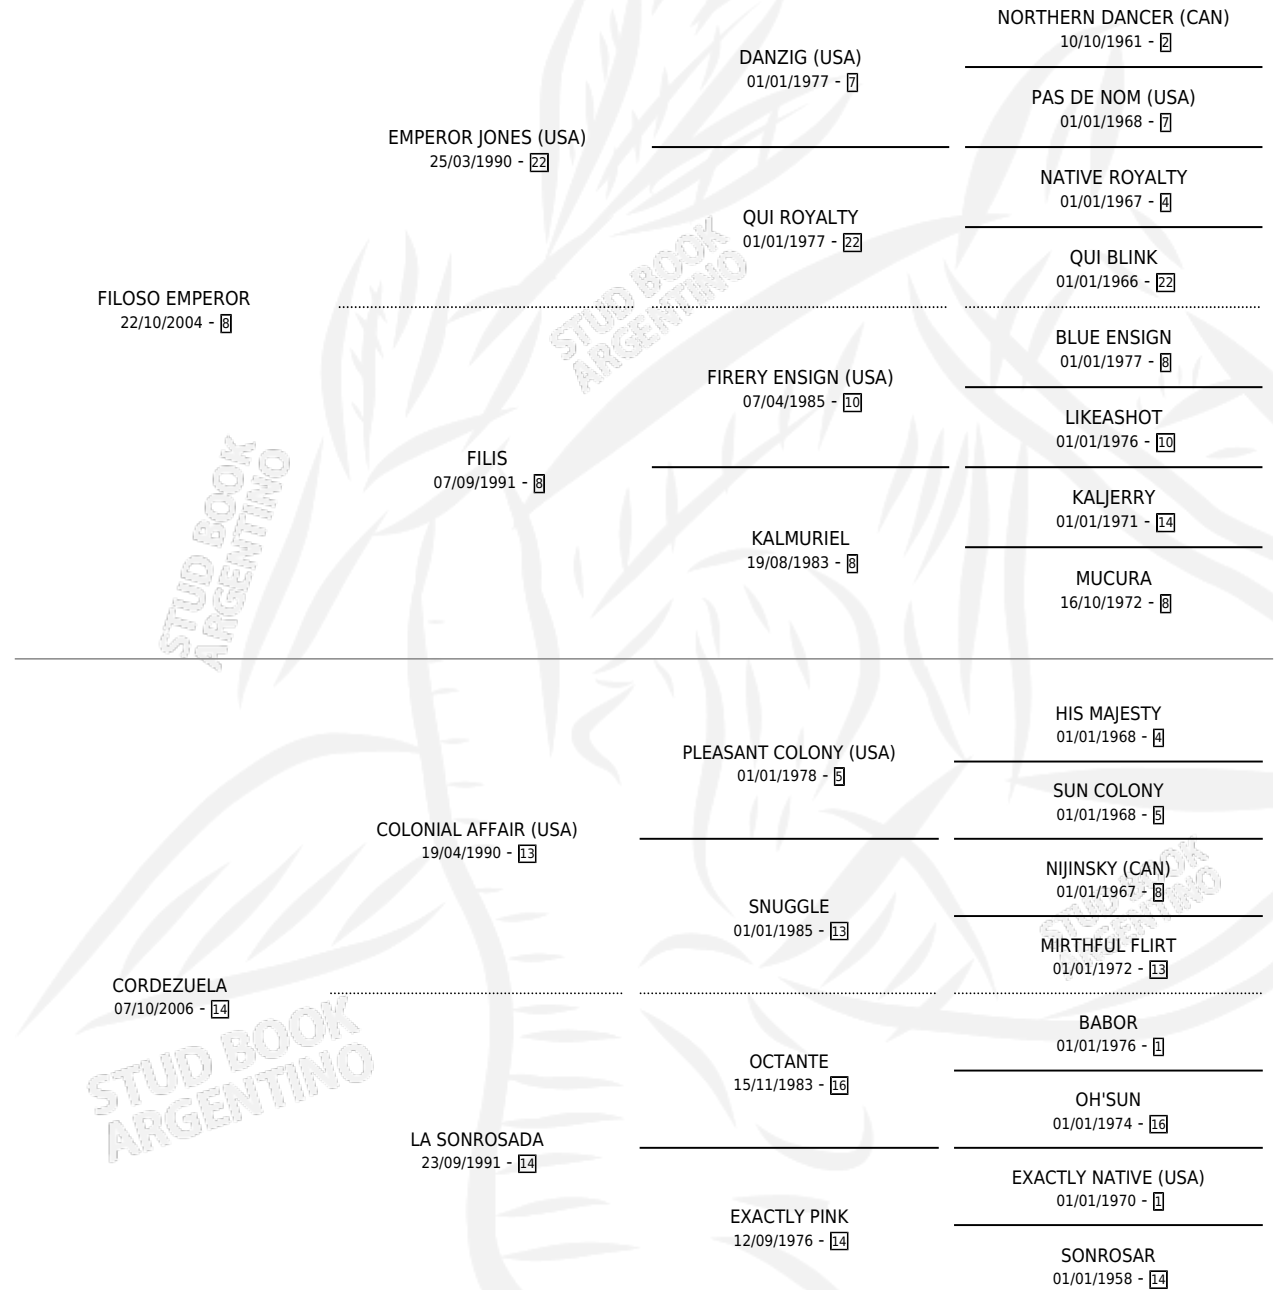 NORTHERN DANCER (CAN)
10/10/1961 - 2
DANZIG (USA)
01/01/1977 - 7
PAS DE NOM (USA)
01/01/1968 - 7
EMPEROR JONES (USA)
25/03/1990 - 22
NATIVE ROYALTY
01/01/1967 - 4
QUI ROYALTY
01/01/1977 - 22
QUI BLINK
01/01/1966 - 22
FILOSO EMPEROR
22/10/2004 - 8
BLUE ENSIGN
01/01/1977 - 8
FIRERY ENSIGN (USA)
07/04/1985 - 10
LIKEASHOT
01/01/1976 - 10
FILIS
07/09/1991 - 8
KALJERRY
01/01/1971 - 14
KALMURIEL
19/08/1983 - 8
MUCURA
16/10/1972 - 8
HIS MAJESTY
01/01/1968 - 4
PLEASANT COLONY (USA)
01/01/1978 - 5
SUN COLONY
01/01/1968 - 5
COLONIAL AFFAIR (USA)
19/04/1990 - 13
NIJINSKY (CAN)
01/01/1967 - 8
SNUGGLE
01/01/1985 - 13
MIRTHFUL FLIRT
01/01/1972 - 13
CORDEZUELA
07/10/2006 - 14
BABOR
01/01/1976 - 1
OCTANTE
15/11/1983 - 16
OH'SUN
01/01/1974 - 16
LA SONROSADA
23/09/1991 - 14
EXACTLY NATIVE (USA)
01/01/1970 - 1
EXACTLY PINK
12/09/1976 - 14
SONROSAR
01/01/1958 - 14
STUD BOOK
ARGENTINO
STUD BOOK
ARGENTINO
STUD BOOK
ARGENTINO
STUD BOOK
ARGENTINO